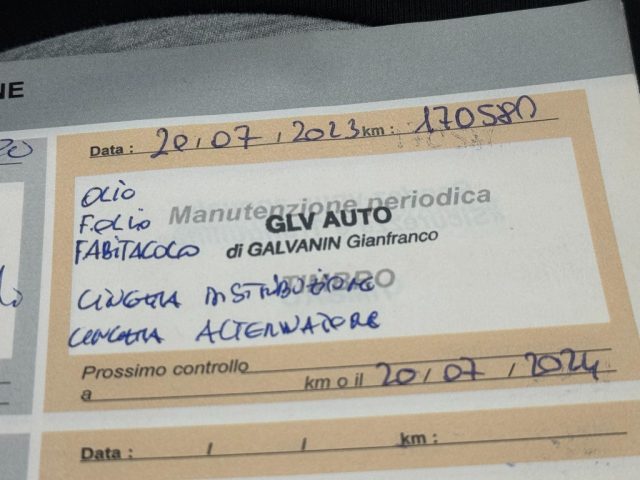 NE
Data : 20/07/2023 km : 170580
OLIO
Manutenzione periodica
F.OLIO
GLV AUTO
FABITACOLO
di GALVANIN Gianfranco
TIMBRO
CINGHIA DISTRIBUZIONE
CINGHIA ALTERNATORE
Prossimo controllo
a km o il 20/07/2024
Data : / / km :